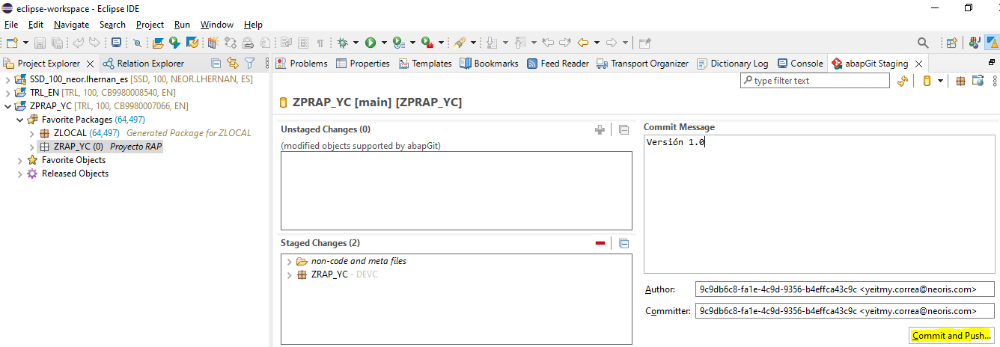 eclipse-workspace - Eclipse IDE
File Edit Navigate Search Project Run Window Help
Project Explorer Relation Explorer
SSD_100_neor.lhernan_es [SSD, 100, NEOR.LHERNAN, ES]
TRL_EN [TRL, 100, CB9980008540, EN]
ZPRAP_YC [TRL, 100, CB9980007066, EN]
Favorite Packages (64,497)
ZLOCAL (64,497) Generated Package for ZLOCAL
ZRAP_YC (0) Proyecto RAP
Favorite Objects
Released Objects
Problems Properties Templates Bookmarks Feed Reader Transport Organizer Dictionary Log Console abapGit Staging
type filter text
ZPRAP_YC [main] [ZPRAP_YC]
Unstaged Changes (0)
(modified objects supported by abapGit)
Staged Changes (2)
non-code and meta files
ZRAP_YC - DEVC
Commit Message
Versión 1.0
Author: 9c9db6c8-fa1e-4c9d-9356-b4effca43c9c <yeitmy.correa@neoris.com>
Committer: 9c9db6c8-fa1e-4c9d-9356-b4effca43c9c <yeitmy.correa@neoris.com>
Commit and Push...